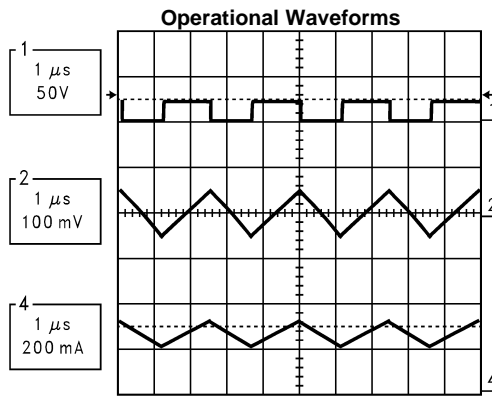 Operational Waveforms
1
1 μs
50V
1
2
1 μs
100 mV
2
4
1 μs
200 mA
4